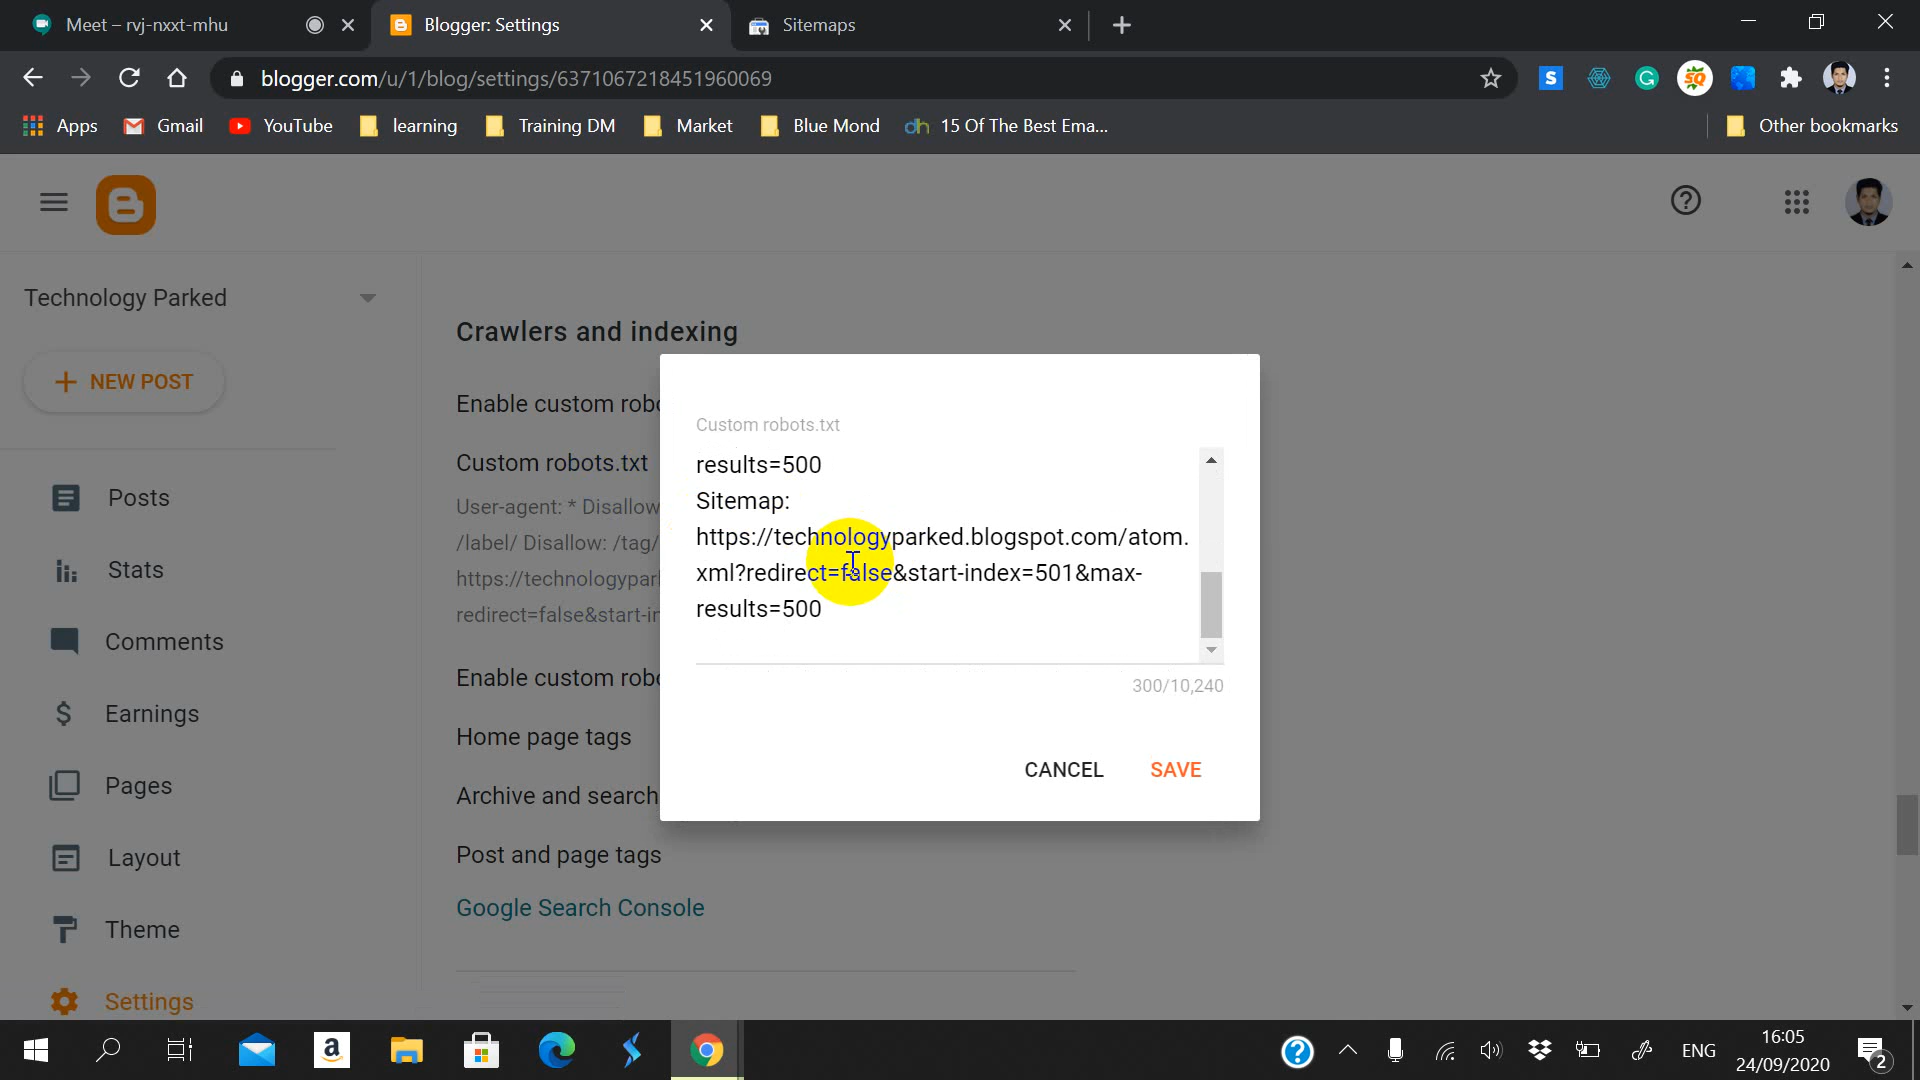 Meet – rvj-nxxt-mhu
Blogger: Settings
Sitemaps
blogger.com/u/1/blog/settings/6371067218451960069
Apps
Gmail
YouTube
learning
Training DM
Market
Blue Mond
dh
15 Of The Best Ema...
Other bookmarks
Technology Parked
NEW POST
Posts
Stats
Comments
Earnings
Pages
Layout
Theme
Settings
Crawlers and indexing
Enable custom robo
Custom robots.txt
User-agent: * Disallow
/label/ Disallow: /tag/
https://technologypar
redirect=false&start-in
Enable custom robo
Home page tags
Archive and search
Post and page tags
Google Search Console
Custom robots.txt
results=500
Sitemap:
https://technologyparked.blogspot.com/atom.
xml?redirect=false&start-index=501&max-
results=500
300/10,240
CANCEL
SAVE
ENG
16:05
24/09/2020
2